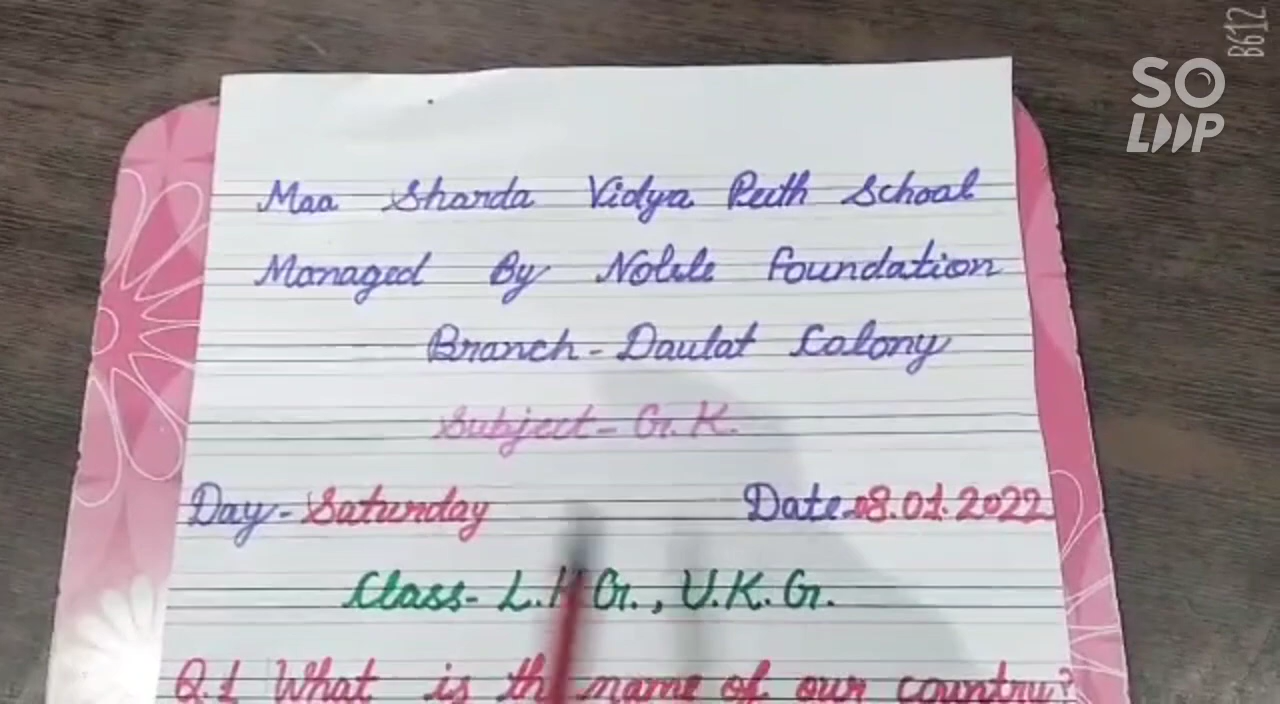 B612
SO
LOOP
Maa Sharda Vidya Peeth School
Managed By Noble Foundation
Branch - Daulat Colony
Subject - G.K.
Day - Saturday Date - 08.01.2022
Class - L.K.G., U.K.G.
Q.1 What is the name of our country?